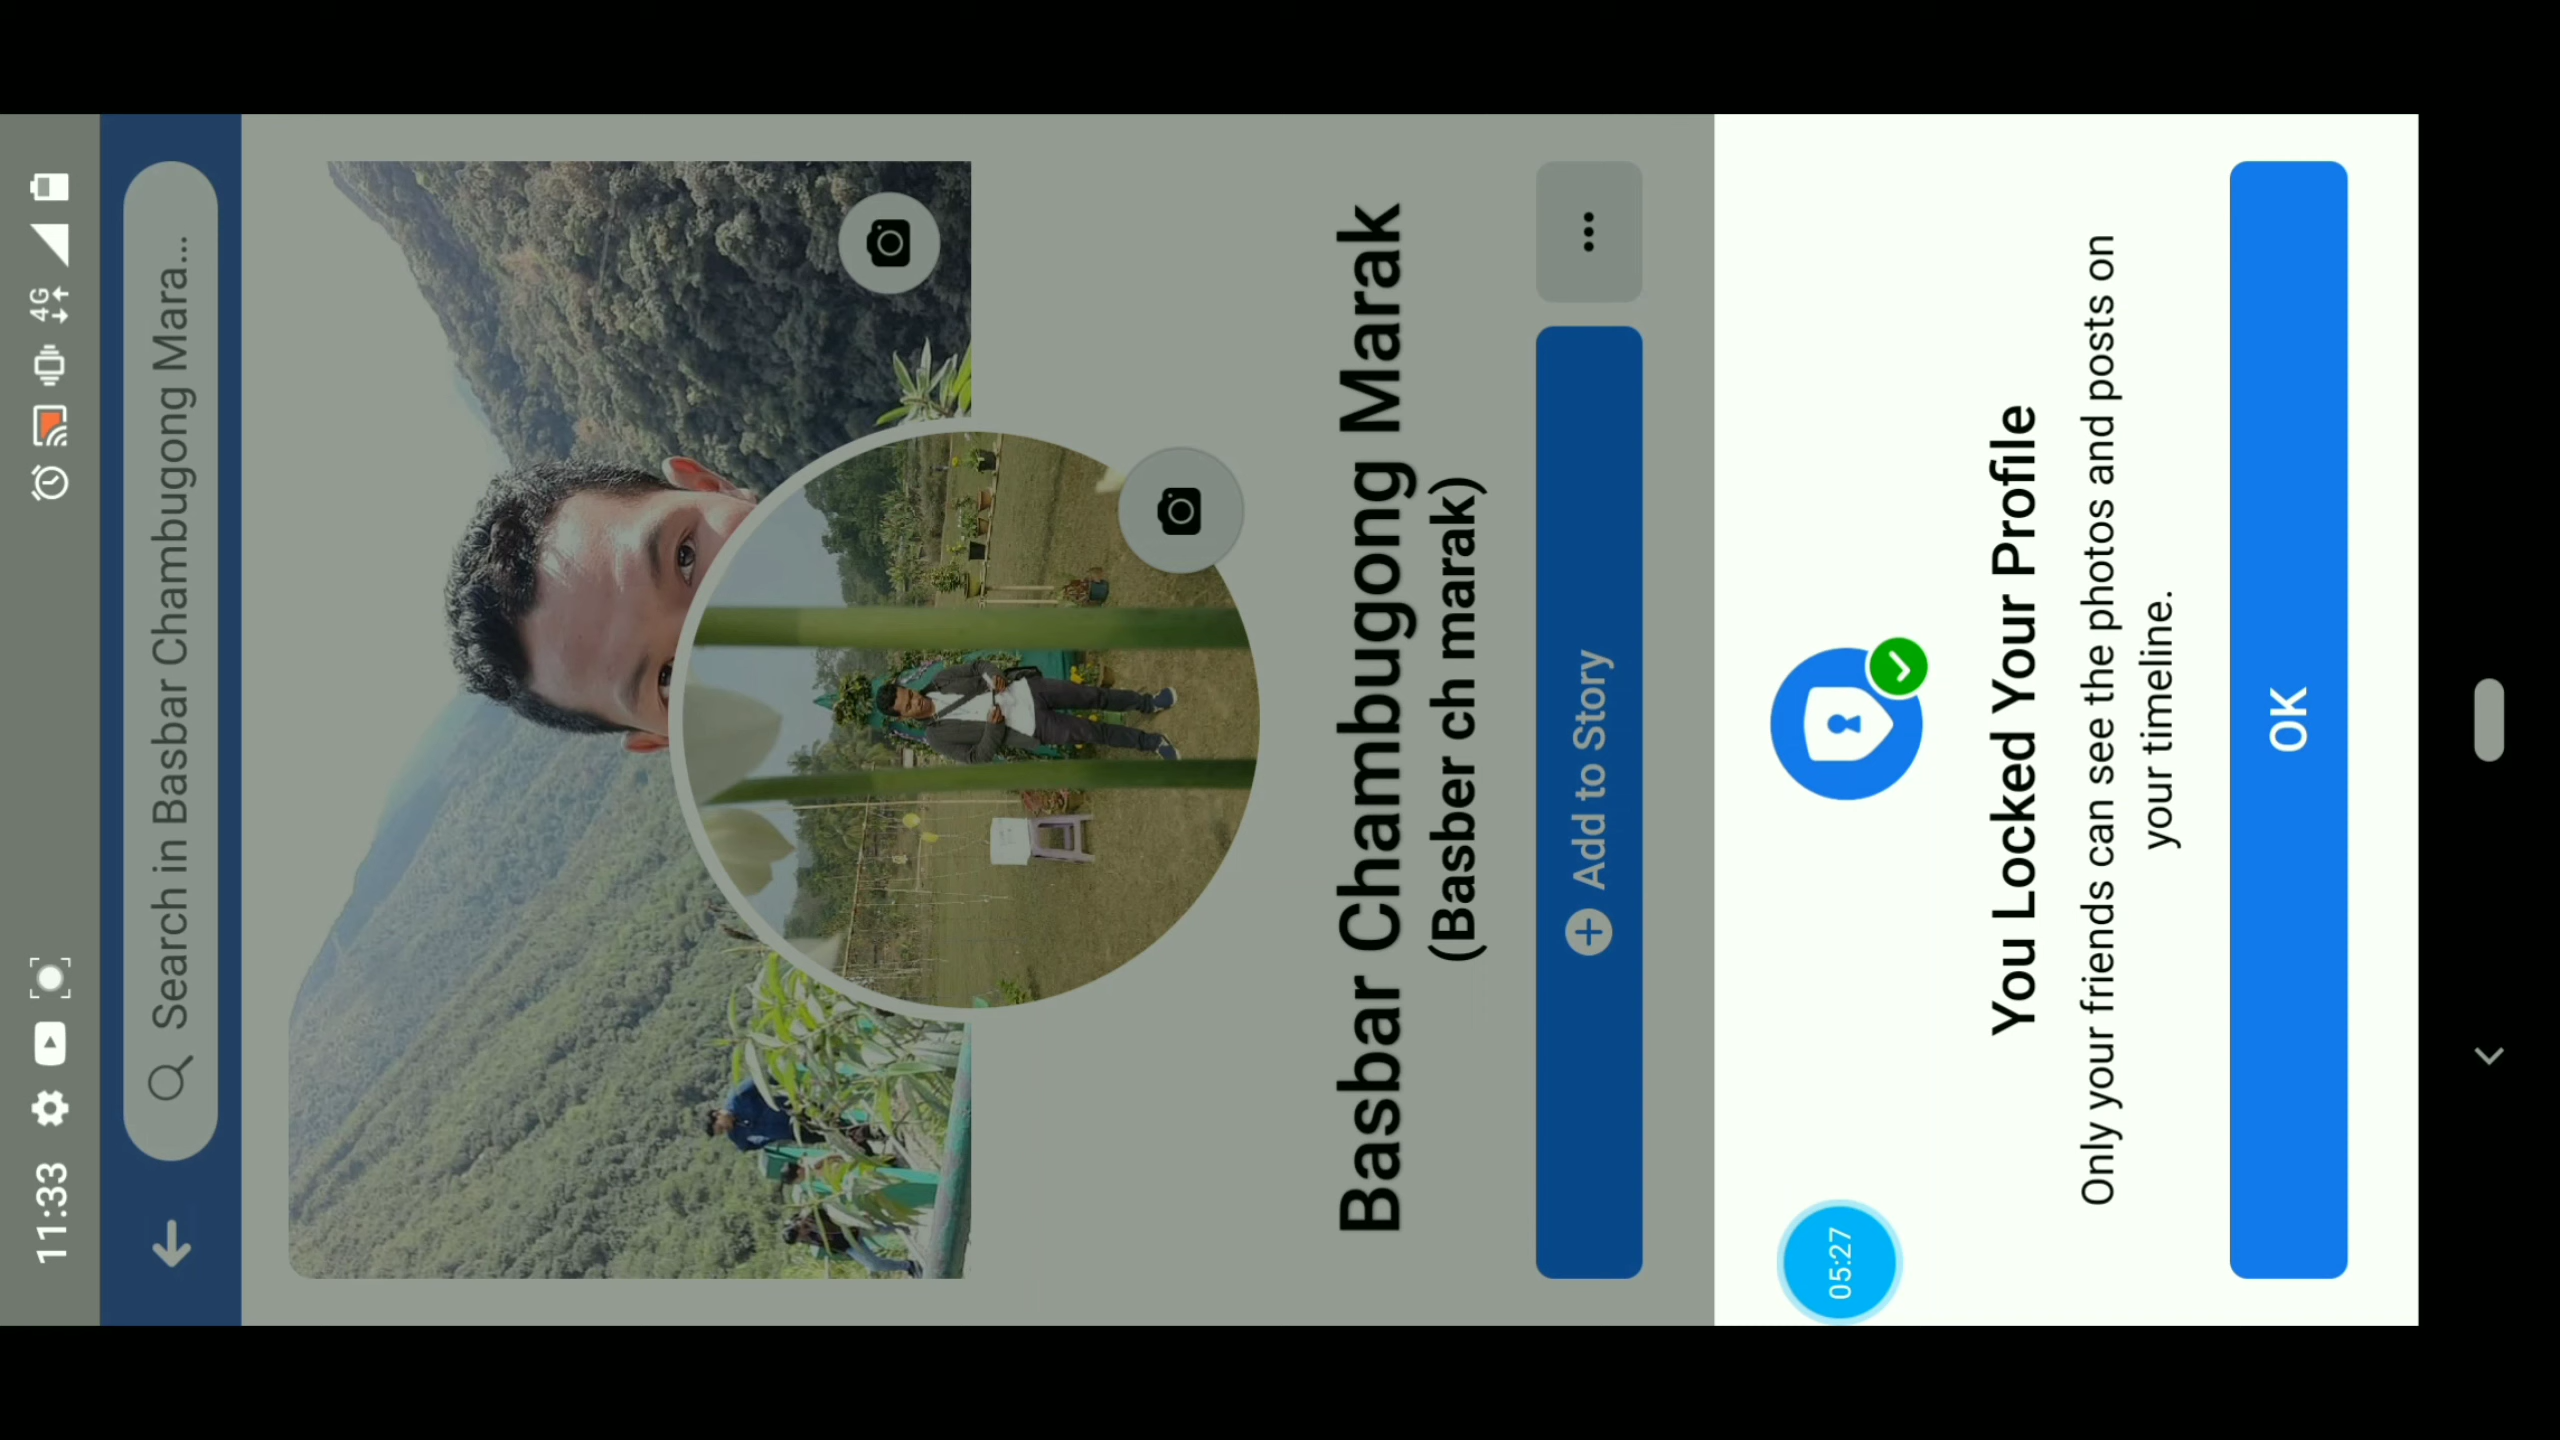 11:33
4G
Search in Basbar Chambugong Mara...
Basbar Chambugong Marak
(Basber ch marak)
Add to Story
05:27
You Locked Your Profile
Only your friends can see the photos and posts on
your timeline.
OK